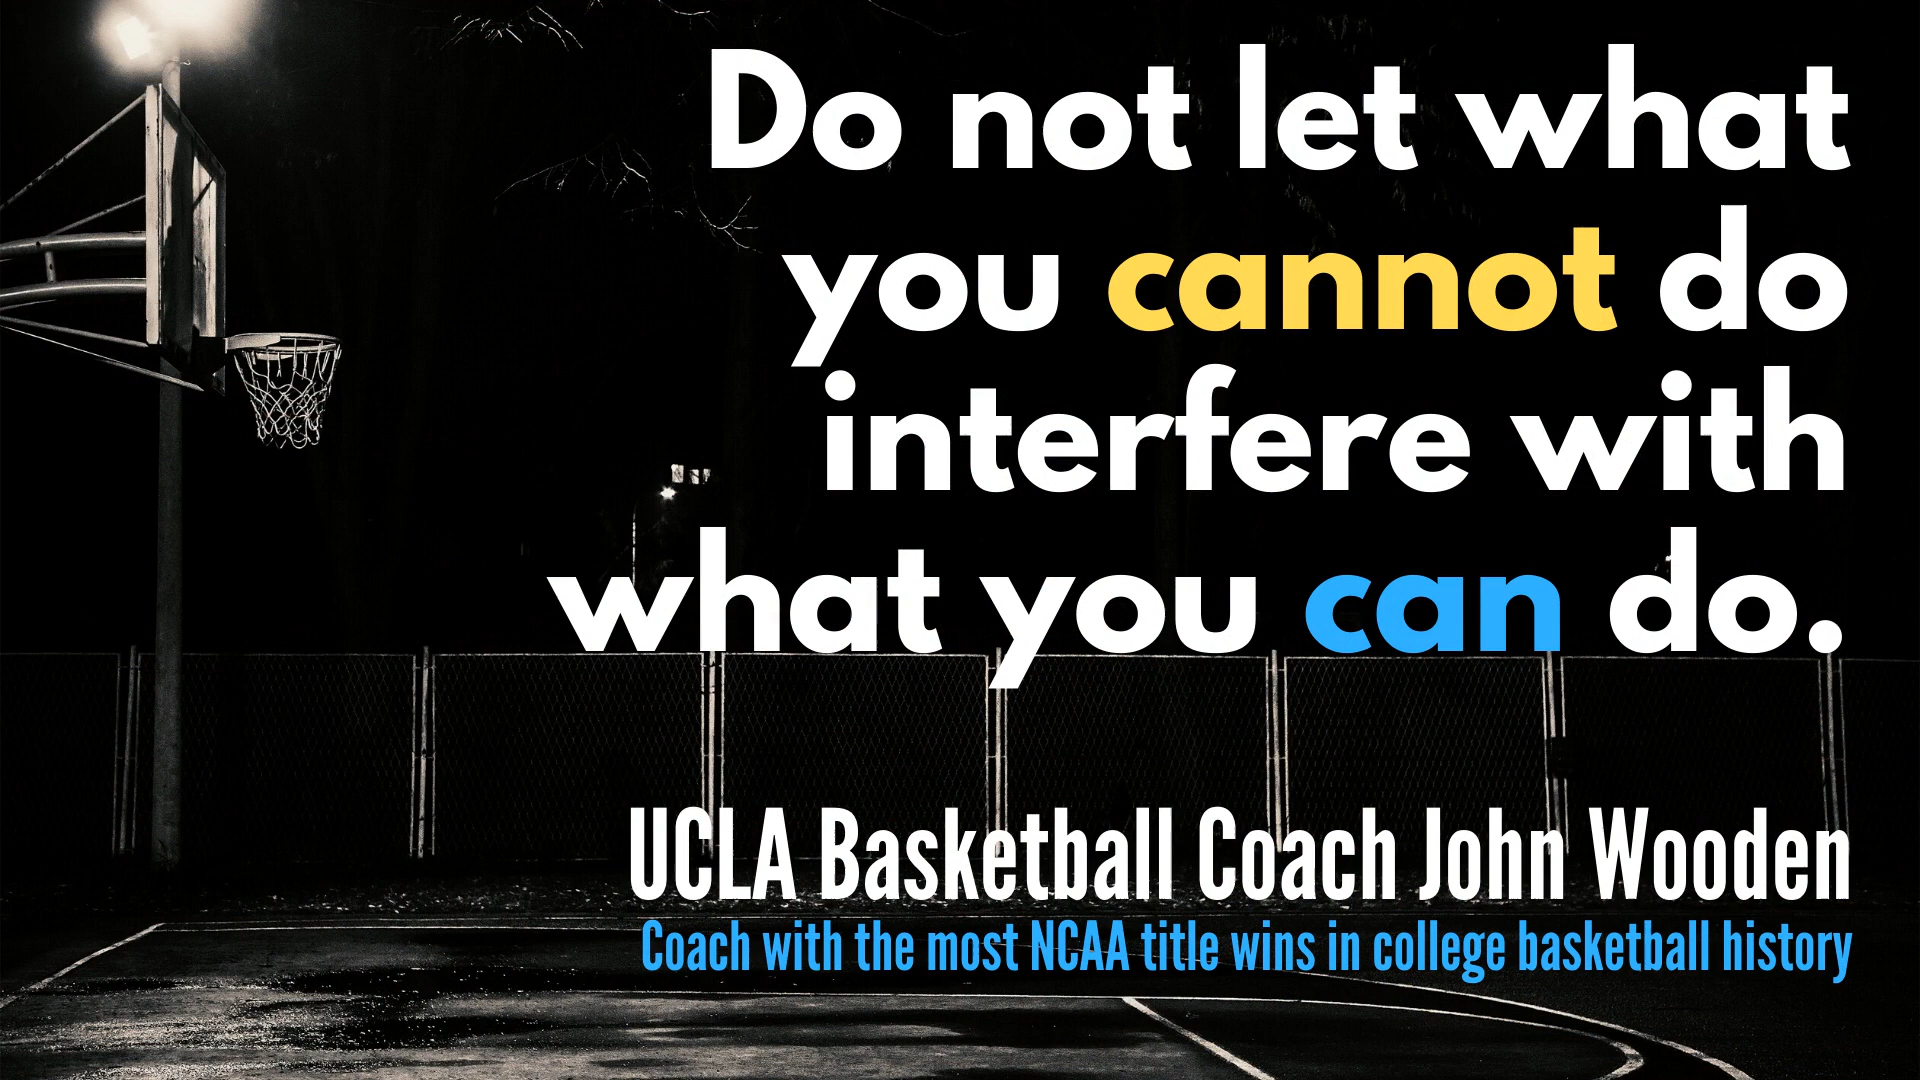 Do not let what
you cannot do
interfere with
what you can do.
UCLA Basketball Coach John Wooden
Coach with the most NCAA title wins in college basketball history